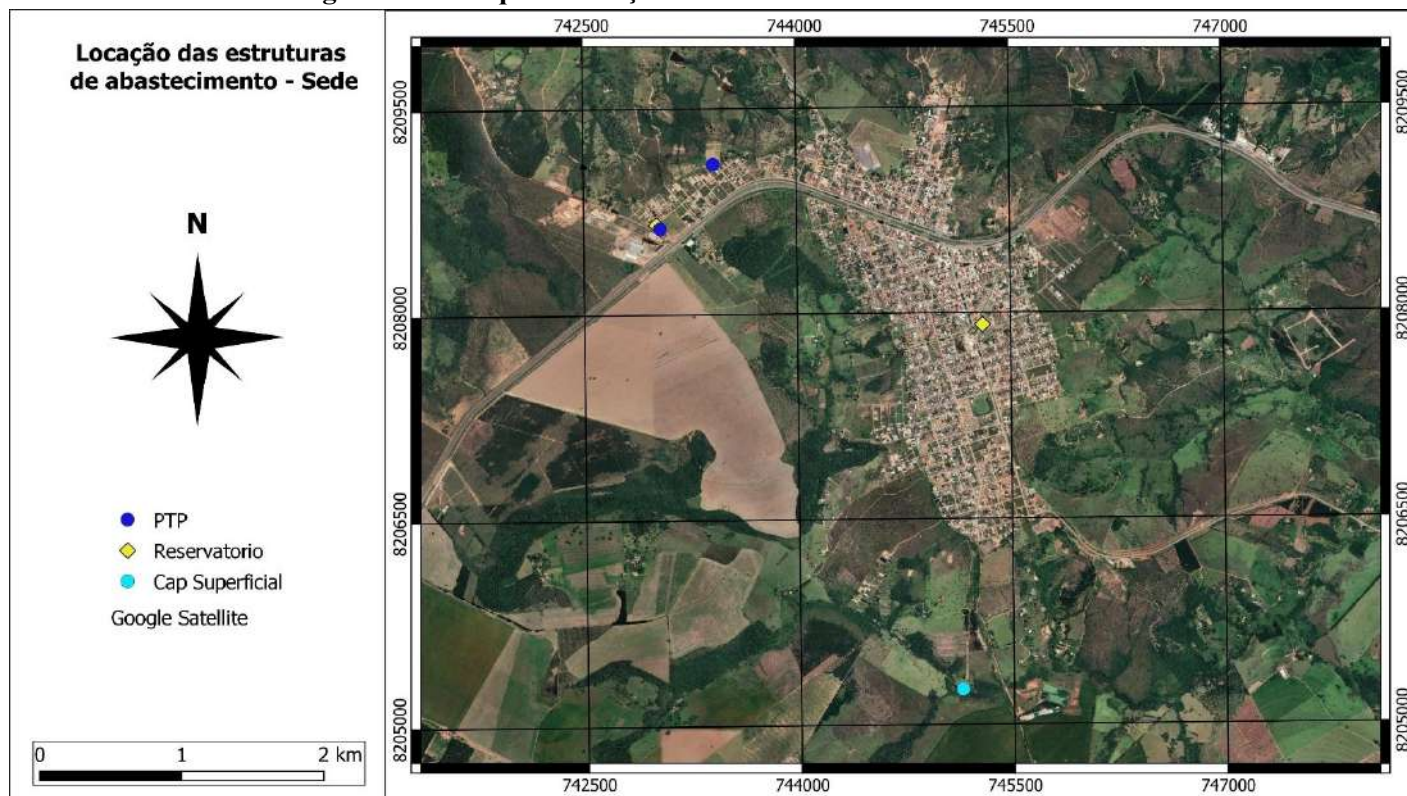 Locação das estruturas
de abastecimento - Sede
N
PTP
Reservatorio
Cap Superficial
Google Satellite
0 1 2 km
742500 744000 745500 747000
8209500 8209500
8208000 8208000
8206500 8206500
8205000 8205000
742500 744000 745500 747000